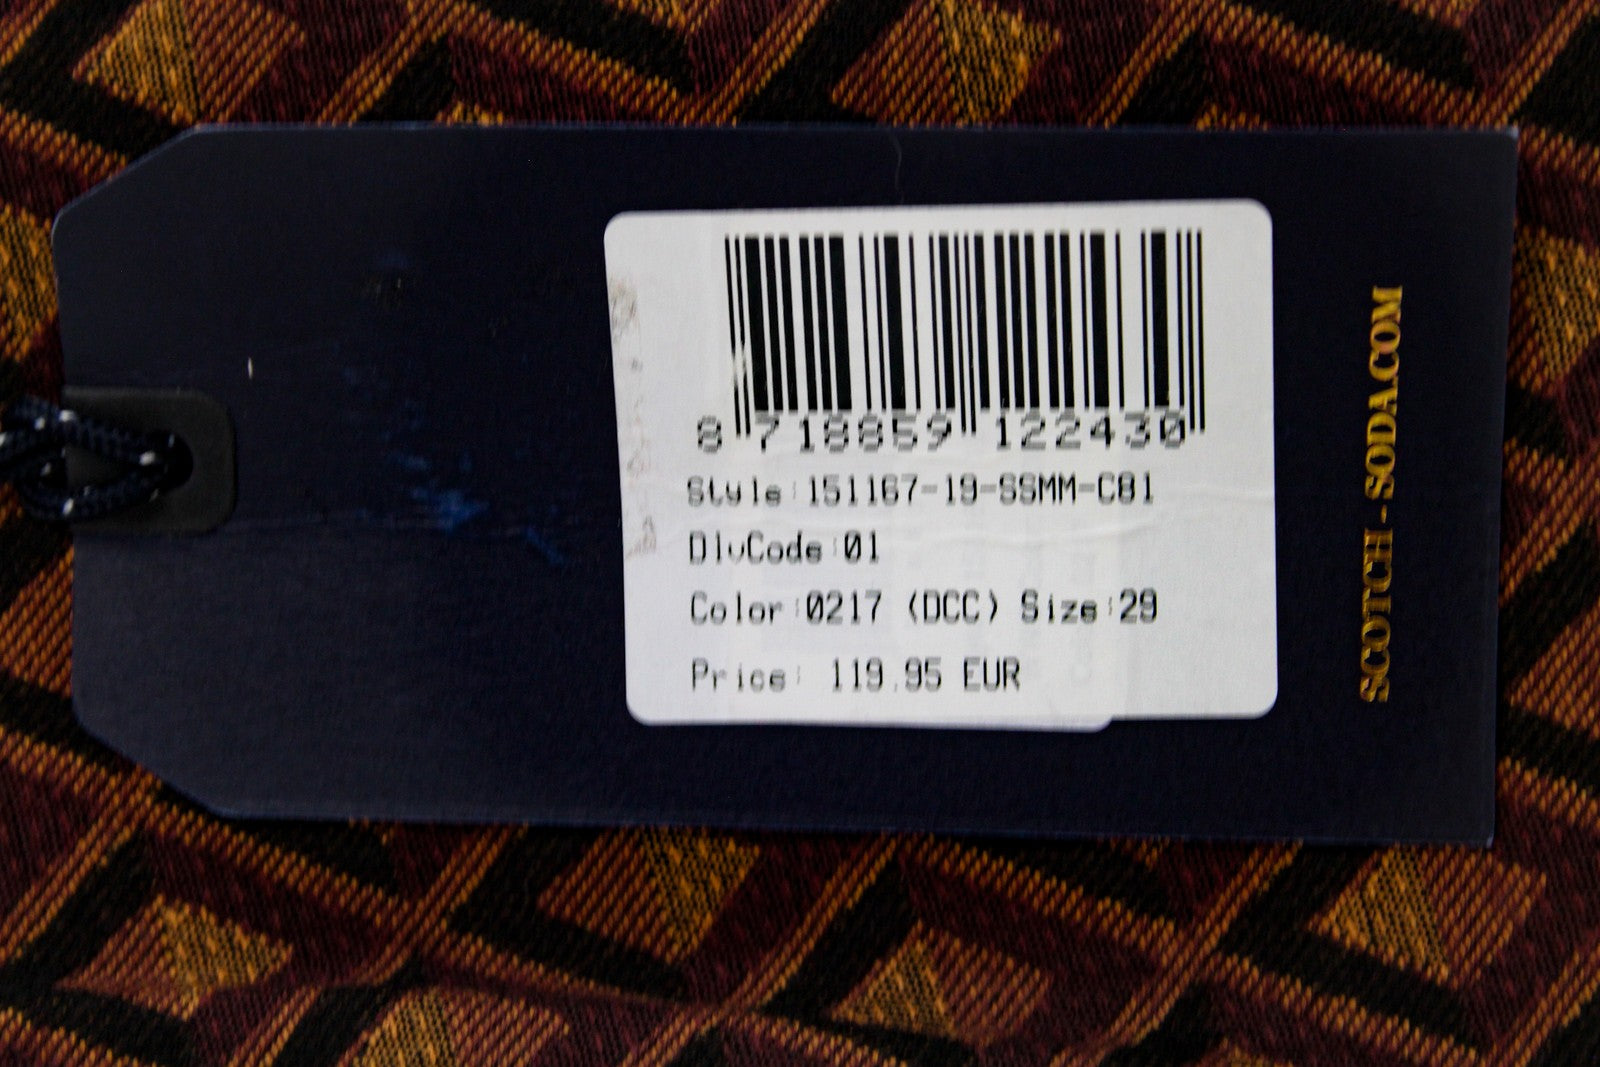 8 718859 122430
Style:151167-19-SSMM-C81
DlvCode:01
Color:0217 (DCC) Size:29
Price: 119.95 EUR
SCOTCH-SODA.COM